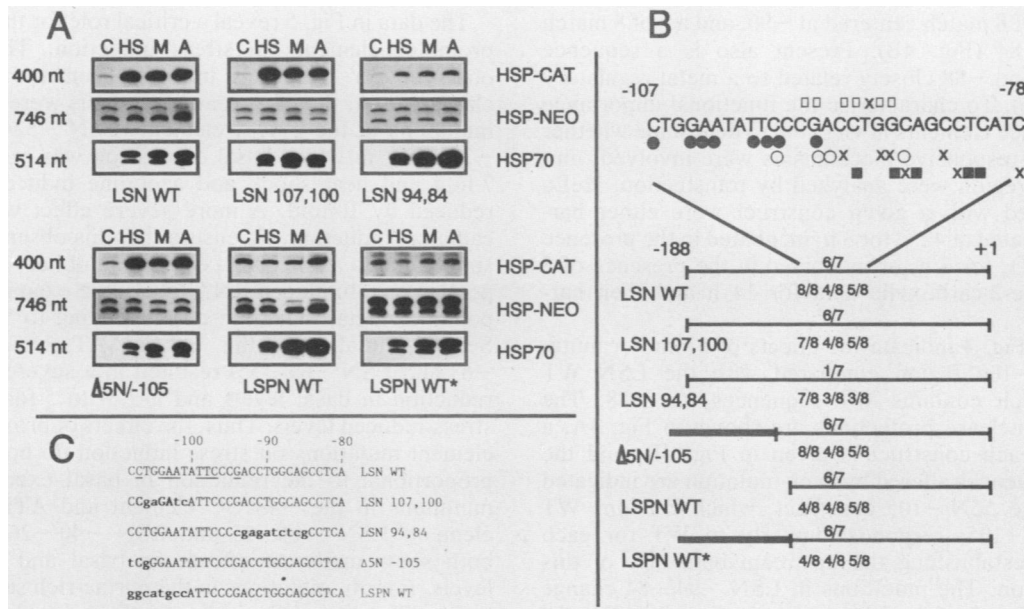 A
C HS M A C HS M A C HS M A
400 nt HSP-CAT
746 nt HSP-NEO
514 nt HSP70
LSN WT LSN 107,100 LSN 94,84
C HS M A C HS M A C HS M A
400 nt HSP-CAT
746 nt HSP-NEO
514 nt HSP70
Δ5N/-105 LSPN WT LSPN WT*
B
-107 -78
CTGGAATATTCCCGACCTGGCAGCCTCATC
-188
6/7
LSN WT 8/8 4/8 5/8
6/7
LSN 107,100 7/8 4/8 5/8
1/7
LSN 94,84 7/8 3/8 3/8
6/7
Δ5N/-105 8/8 4/8 5/8
6/7
LSPN WT 4/8 4/8 5/8
6/7
LSPN WT* 4/8 4/8 5/8
C
-100 -90 -80
CCTGGAATATTCCCGACCTGGCAGCCTCA LSN WT
CCgaGAtcATTCCCGACCTGGCAGCCTCA LSN 107,100
CCTGGAATATTCCCgagatctcgCCTCA LSN 94,84
tCgGGAATATTCCCGACCTGGCAGCCTCA Δ5N -105
ggcatgccATTCCCGACCTGGCAGCCTCA LSPN WT